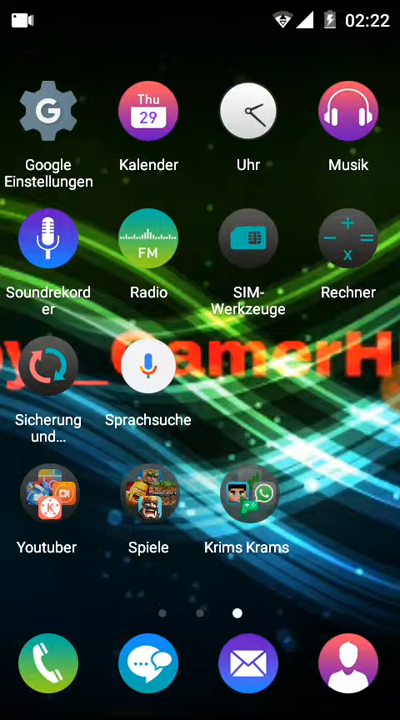 02:22
Thu
29
G
Google
Einstellungen
Kalender
Uhr
Musik
FM
Soundrekord
er
Radio
SIM-
Werkzeuge
Rechner
y_GamerH
Sicherung
und...
Sprachsuche
Youtuber
Spiele
Krims Krams